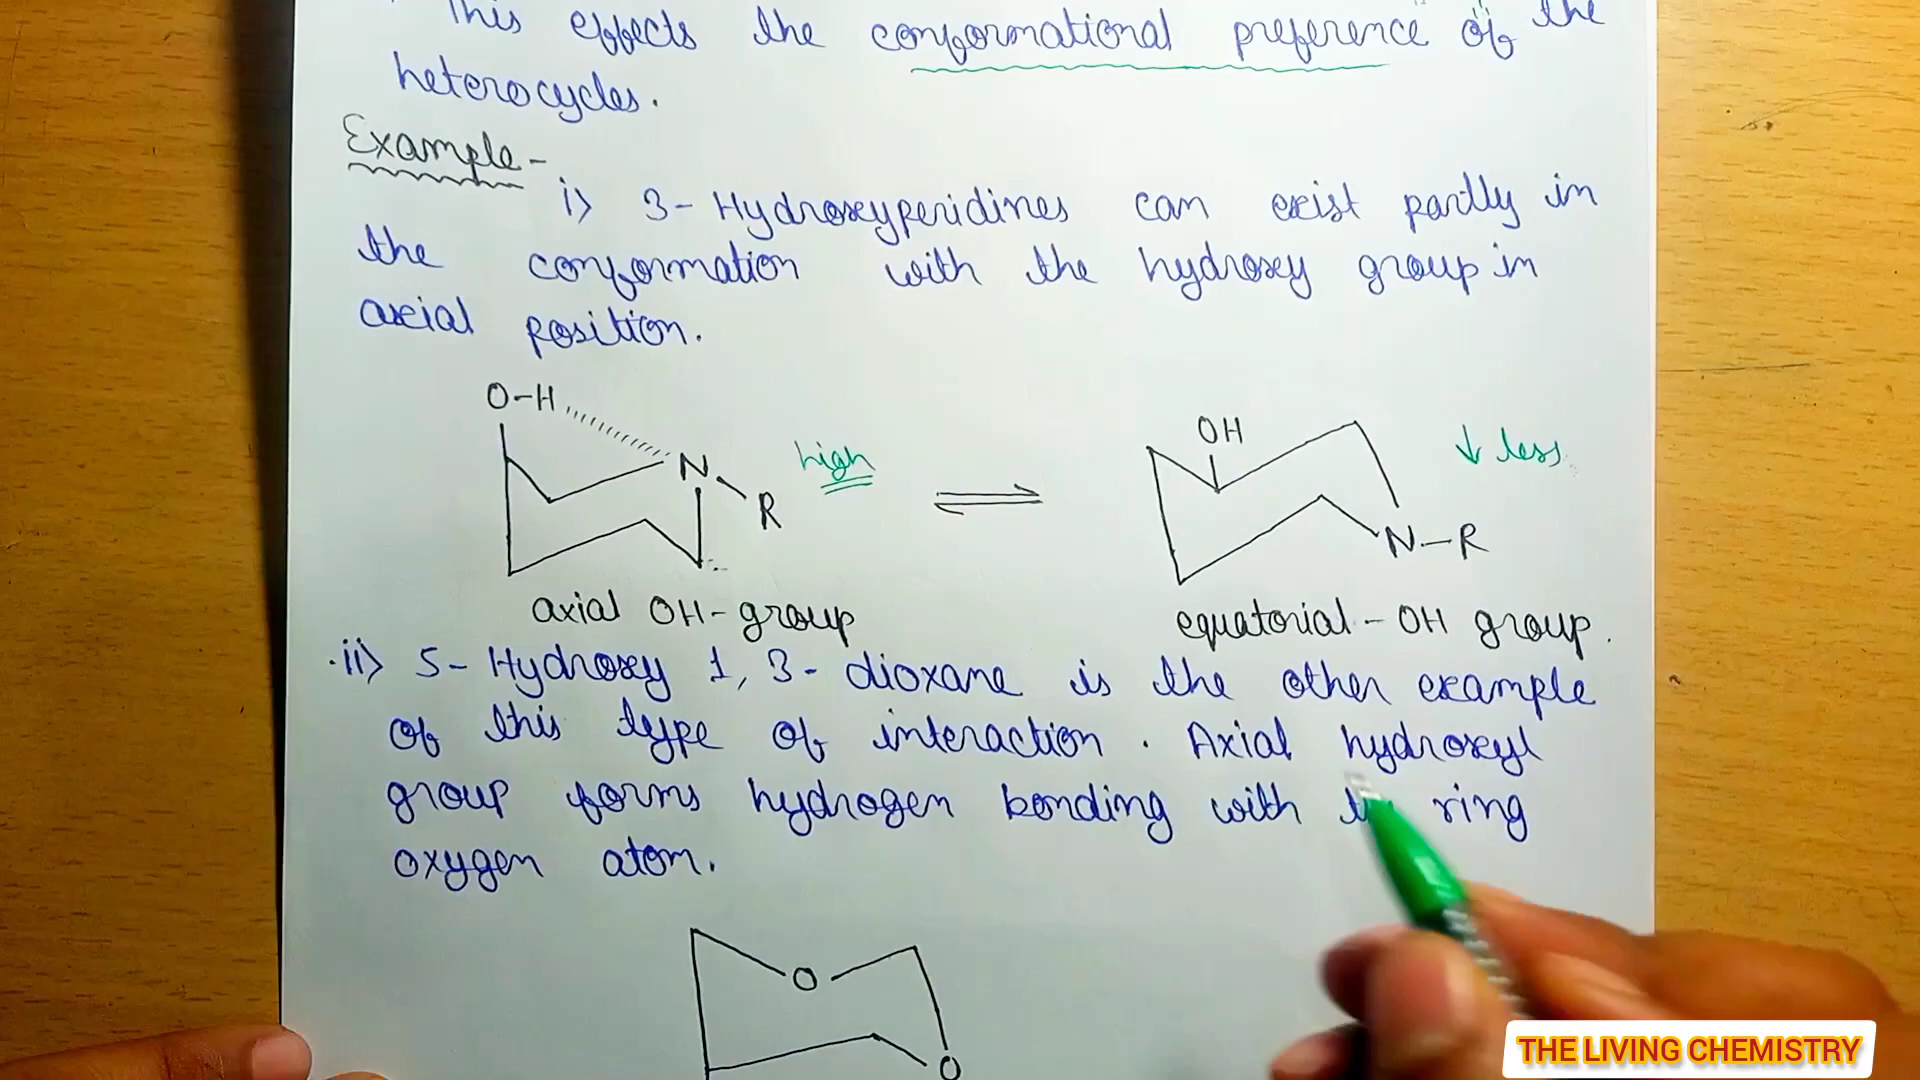 This effects the conformational preference of the
heterocycles.
Example-
i) 3-Hydroxyperidines can exist partly in
the conformation with the hydroxy group in
axial position.
O-H
N
R
high
OH
N-R
↓ less
axial OH-group
equatorial-OH group.
ii) 5-Hydroxy 1,3-dioxane is the other example
of this type of interaction. Axial hydroxyl
group forms hydrogen bonding with ring
oxygen atom.
O
O
THE LIVING CHEMISTRY